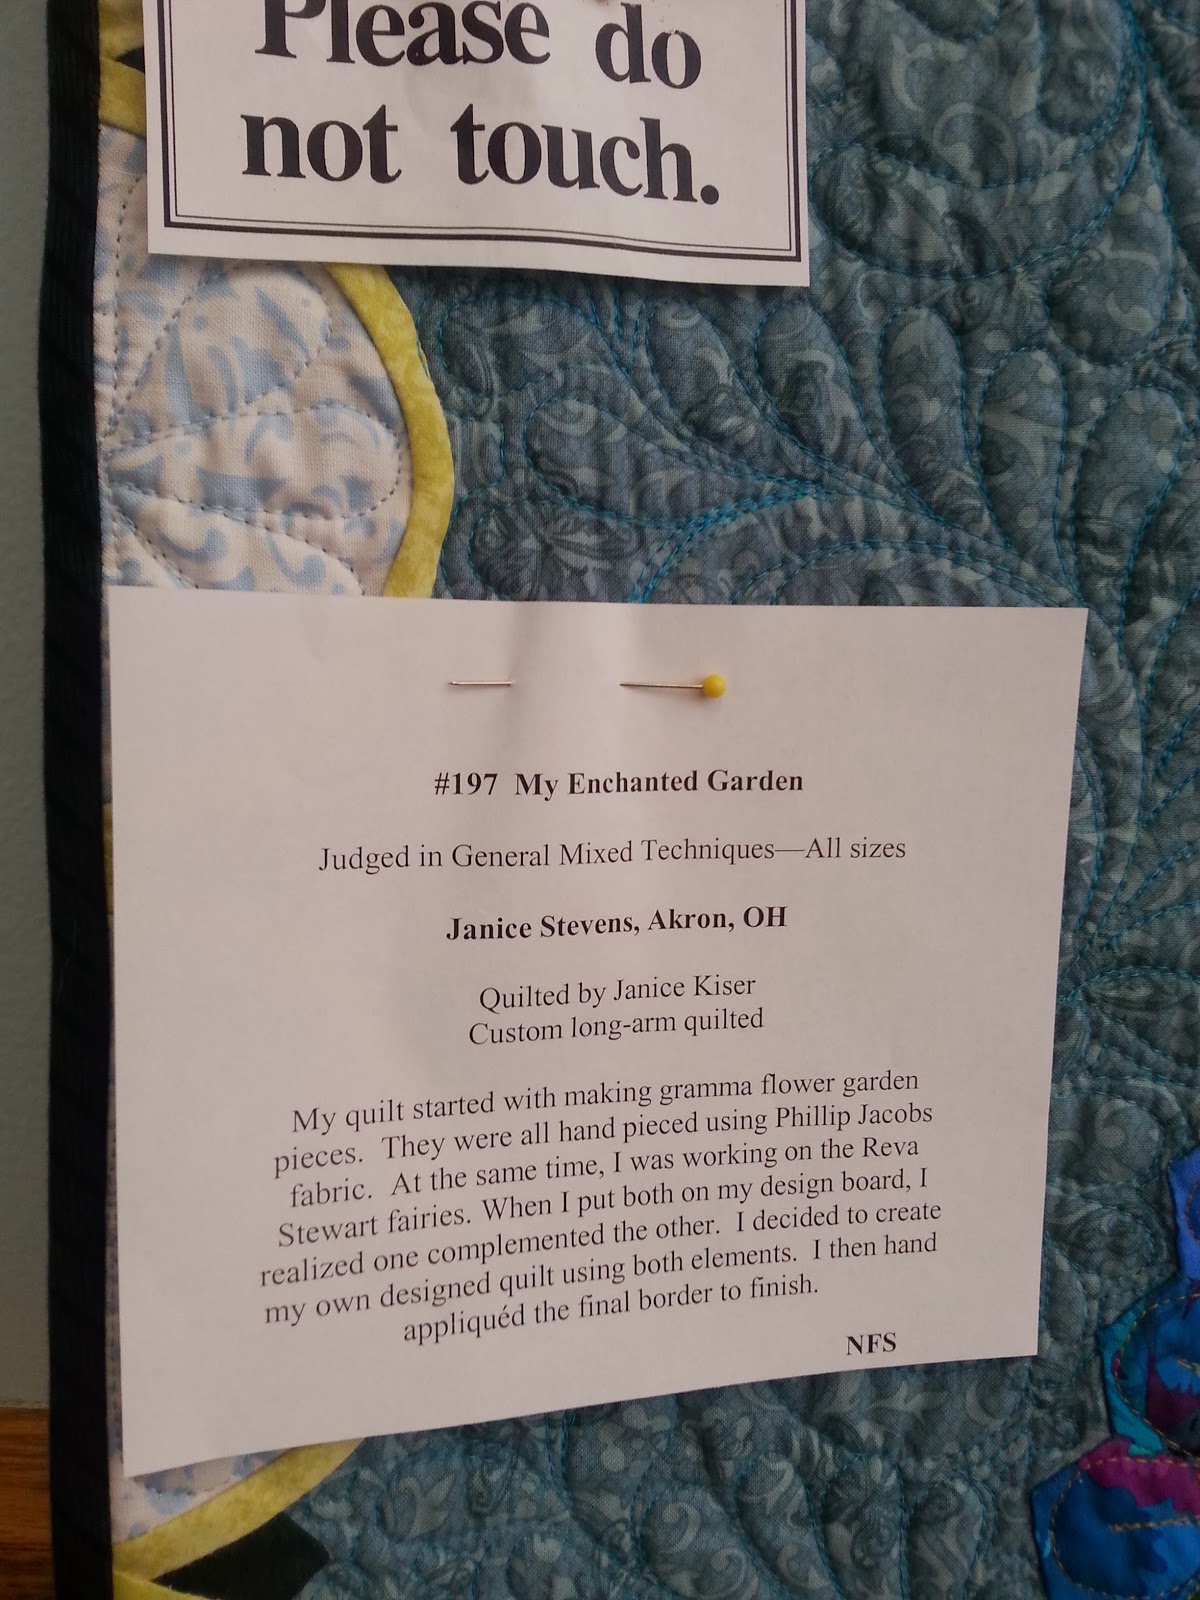 Please do
not touch.
#197 My Enchanted Garden
Judged in General Mixed Techniques—All sizes
Janice Stevens, Akron, OH
Quilted by Janice Kiser
Custom long-arm quilted
My quilt started with making gramma flower garden
pieces. They were all hand pieced using Phillip Jacobs
fabric. At the same time, I was working on the Reva
Stewart fairies. When I put both on my design board, I
realized one complemented the other. I decided to create
my own designed quilt using both elements. I then hand
appliquéd the final border to finish.
NFS